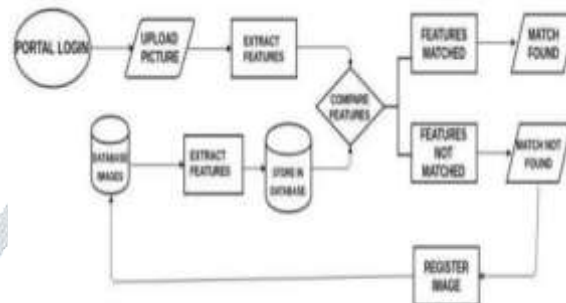 PORTAL LOGIN
UPLOAD
PICTURE
EXTRACT
FEATURES
COMPARE
FEATURES
FEATURES
MATCHED
MATCH
FOUND
DATABASE
IMAGES
EXTRACT
FEATURES
STORE IN
DATABASE
FEATURES
NOT
MATCHED
MATCH NOT
FOUND
REGISTER
IMAGE